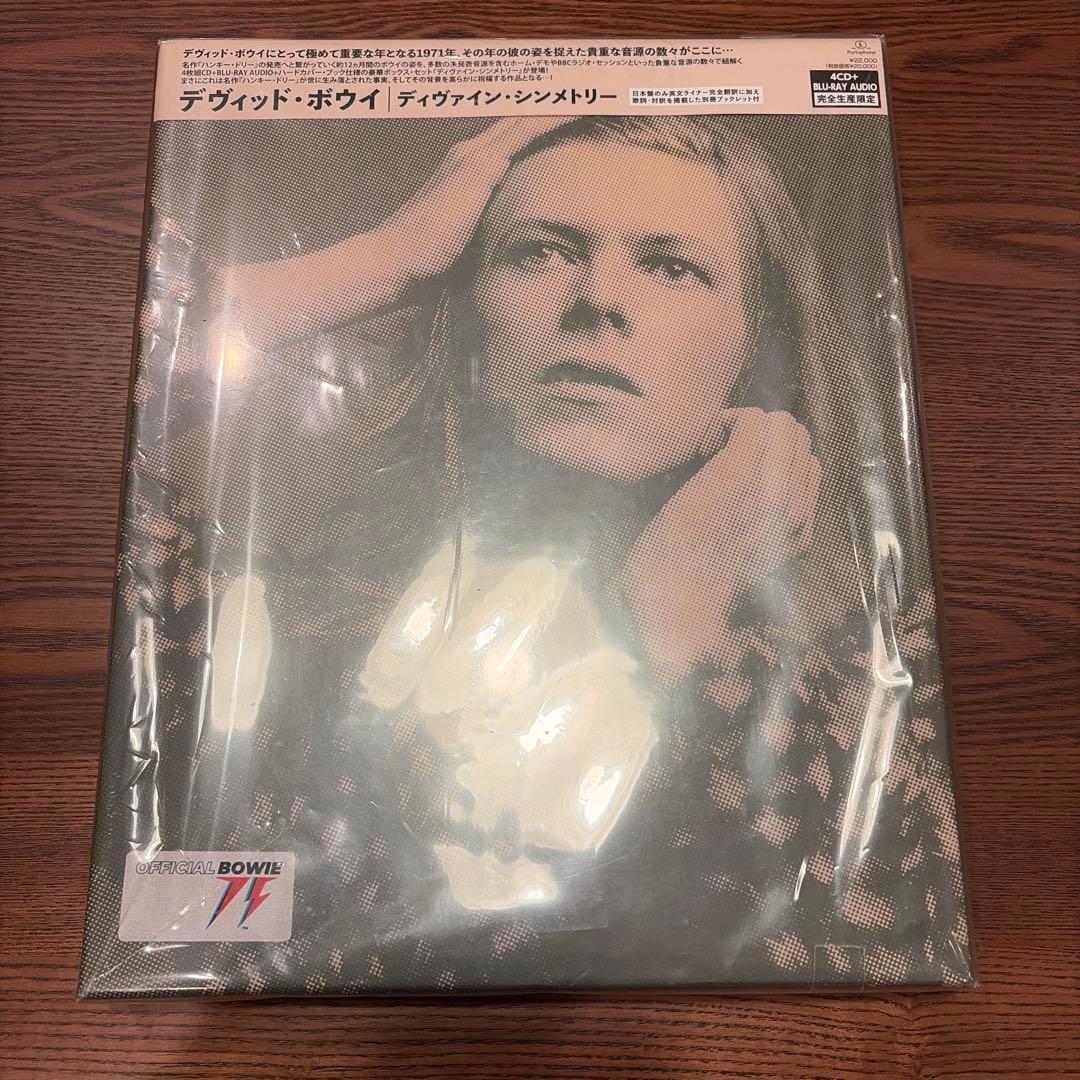 デヴィッド・ボウイにとって極めて重要な年となる1971年、その年の彼の姿を捉えた貴重な音源の数々がここに…
名作『ハンキー・ドリー』の発売へと繋がっていく約12ヵ月間のボウイの姿を、多数の未発表音源を含むホーム・デモやBBCラジオ・セッションといった貴重な音源の数々で紐解く
4枚組CD+BLU-RAY AUDIO+ハードカバー・ブック仕様の豪華ボックス・セット『ディヴァイン・シンメトリー』が登場!
まさにこれは名作『ハンキー・ドリー』が世に生み落とされた事実、そしてその背景を高らかに祝福する作品となる…!
デヴィッド・ボウイ|ディヴァイン・シンメトリー
日本盤のみ英文ライナー完全翻訳に加え
歌詞・対訳を掲載した別冊ブックレット付
Parlophone
¥22,000
(税抜価格¥20,000)
4CD+
BLU-RAY AUDIO
完全生産限定
OFFICIAL BOWIE
75
TM